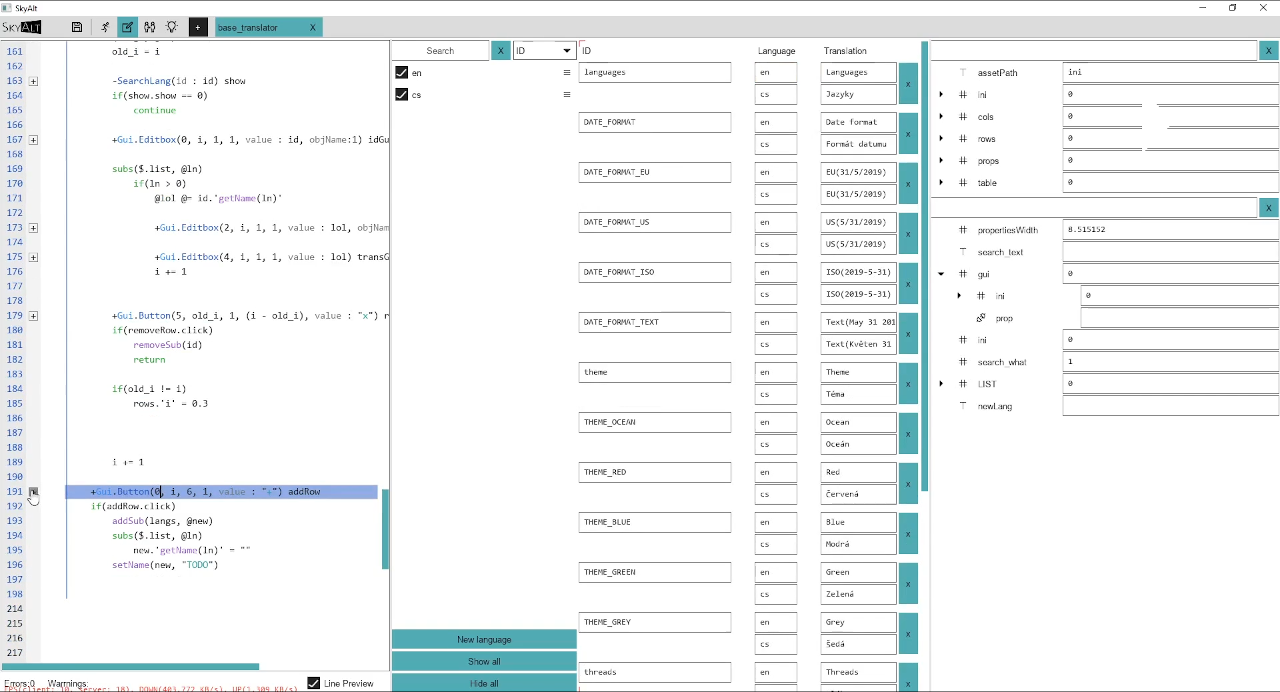 SkyAlt
SkyAlt
+
base_translator X
161 old_i = i
162
163 -SearchLang(id : id) show
164 if(show.show == 0)
165 continue
166
167 +Gui.Editbox(0, i, 1, 1, value : id, objName:1) idGu
168
169 subs($.list, @ln)
170 if(ln > 0)
171 @lol @= id.'getName(ln)'
172
173 +Gui.Editbox(2, i, 1, 1, value : lol, objNam
174
175 +Gui.Editbox(4, i, 1, 1, value : lol) transG
176 i += 1
177
178
179 +Gui.Button(5, old_i, 1, (i - old_i), value : "x") r
180 if(removeRow.click)
181 removeSub(id)
182 return
183
184 if(old_i != i)
185 rows.'i' = 0.3
186
187
188
189 i += 1
190
191 +Gui.Button(0, i, 6, 1, value : "+") addRow
192 if(addRow.click)
193 addSub(langs, @new)
194 subs($.list, @ln)
195 new.'getName(ln)' = ""
196 setName(new, "TODO")
197
198
214
215
216
217
Errors:0 Warnings:
Line Preview
Search X ID
en
cs
New language
Show all
Hide all
ID Language Translation
languages en Languages x
cs Jazyky
DATE_FORMAT en Date format x
cs Formát datumu
DATE_FORMAT_EU en EU(31/5/2019) x
cs EU(31/5/2019)
DATE_FORMAT_US en US(5/31/2019) x
cs US(5/31/2019)
DATE_FORMAT_ISO en ISO(2019-5-31) x
cs ISO(2019-5-31)
DATE_FORMAT_TEXT en Text(May 31 201 x
cs Text(Květen 31
theme en Theme x
cs Téma
THEME_OCEAN en Ocean x
cs Oceán
THEME_RED en Red x
cs Červená
THEME_BLUE en Blue x
cs Modrá
THEME_GREEN en Green x
cs Zelená
THEME_GREY en Grey x
cs Šedá
threads en Threads x
X
assetPath ini
ini 0
cols 0
rows 0
props 0
table 0
X
propertiesWidth 8.515152
search_text
gui 0
ini 0
prop
ini 0
search_what 1
LIST 0
newLang